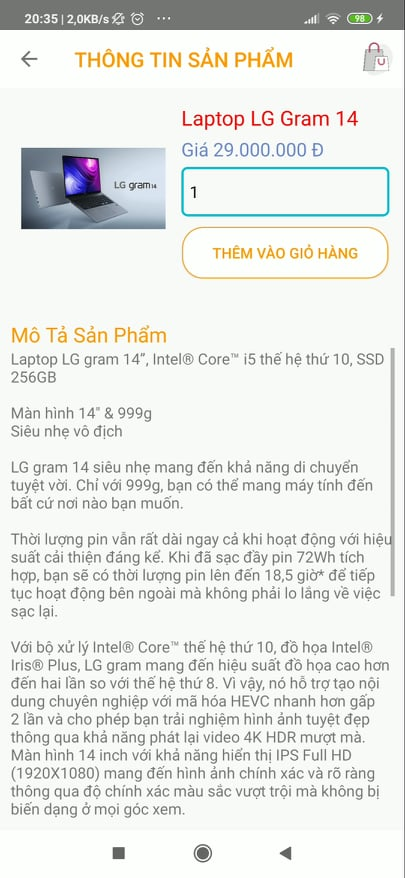 20:35 | 2,0KB/s
98
THÔNG TIN SẢN PHẨM
Laptop LG Gram 14
Giá 29.000.000 Đ
LG gram 14
1
THÊM VÀO GIỎ HÀNG
Mô Tả Sản Phẩm
Laptop LG gram 14”, Intel® Core™ i5 thế hệ thứ 10, SSD
256GB
Màn hình 14" & 999g
Siêu nhẹ vô địch
LG gram 14 siêu nhẹ mang đến khả năng di chuyển
tuyệt vời. Chỉ với 999g, bạn có thể mang máy tính đến
bất cứ nơi nào bạn muốn.
Thời lượng pin vẫn rất dài ngay cả khi hoạt động với hiệu
suất cải thiện đáng kể. Khi đã sạc đầy pin 72Wh tích
hợp, bạn sẽ có thời lượng pin lên đến 18,5 giờ* để tiếp
tục hoạt động bên ngoài mà không phải lo lắng về việc
sạc lại.
Với bộ xử lý Intel® Core™ thế hệ thứ 10, đồ họa Intel®
Iris® Plus, LG gram mang đến hiệu suất đồ họa cao hơn
đến hai lần so với thế hệ thứ 8. Vì vậy, nó hỗ trợ tạo nội
dung chuyên nghiệp với mã hóa HEVC nhanh hơn gấp
2 lần và cho phép bạn trải nghiệm hình ảnh tuyệt đẹp
thông qua khả năng phát lại video 4K HDR mượt mà.
Màn hình 14 inch với khả năng hiển thị IPS Full HD
(1920X1080) mang đến hình ảnh chính xác và rõ ràng
thông qua độ chính xác màu sắc vượt trội mà không bị
biến dạng ở mọi góc xem.